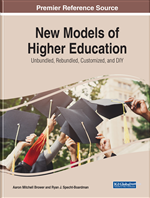 Premier Reference Source
New Models of
Higher Education
Unbundled, Rebundled, Customized, and DIY
Aaron Mitchell Brower and Ryan J. Specht-Boardman